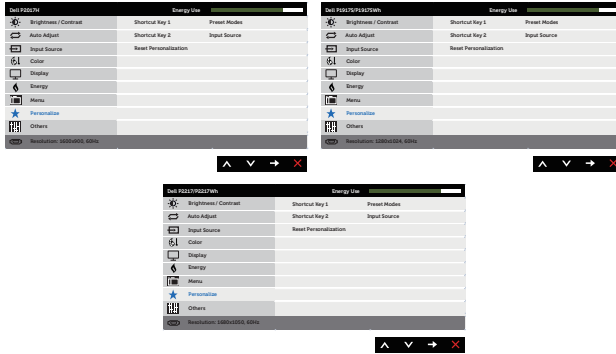 Dell P2017H Energy Use
Brightness / Contrast Shortcut Key 1 Preset Modes
Auto Adjust Shortcut Key 2 Input Source
Input Source Reset Personalization
Color
Display
Energy
Menu
Personalize
Others
Resolution: 1600x900, 60Hz
Dell P1917S/P1917SWh Energy Use
Brightness / Contrast Shortcut Key 1 Preset Modes
Auto Adjust Shortcut Key 2 Input Source
Input Source Reset Personalization
Color
Display
Energy
Menu
Personalize
Others
Resolution: 1280x1024, 60Hz
Dell P2217/P2217Wh Energy Use
Brightness / Contrast Shortcut Key 1 Preset Modes
Auto Adjust Shortcut Key 2 Input Source
Input Source Reset Personalization
Color
Display
Energy
Menu
Personalize
Others
Resolution: 1680x1050, 60Hz